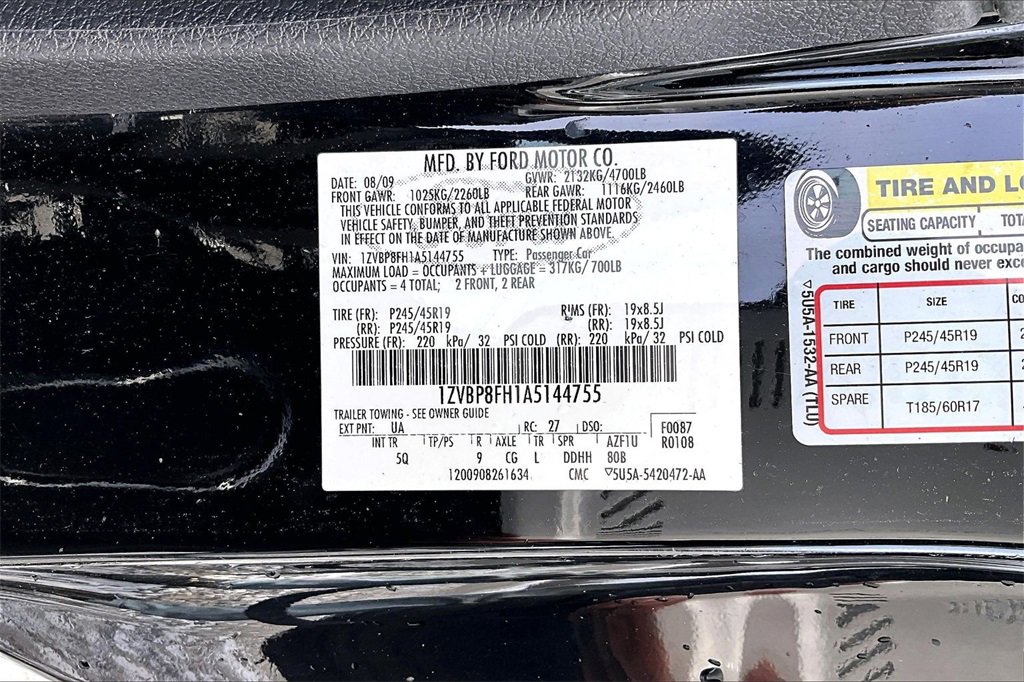 MFD. BY FORD MOTOR CO.
DATE: 08/09 GVWR: 2132KG/4700LB
FRONT GAWR: 1025KG/2260LB REAR GAWR: 1116KG/2460LB
THIS VEHICLE CONFORMS TO ALL APPLICABLE FEDERAL MOTOR
VEHICLE SAFETY, BUMPER, AND THEFT PREVENTION STANDARDS
IN EFFECT ON THE DATE OF MANUFACTURE SHOWN ABOVE.
VIN: 1ZVBP8FH1A5144755 TYPE: Passenger Car
MAXIMUM LOAD = OCCUPANTS + LUGGAGE = 317KG/700LB
OCCUPANTS = 4 TOTAL; 2 FRONT, 2 REAR
TIRE (FR): P245/45R19 RIMS (FR): 19x8.5J
(RR): P245/45R19 (RR): 19x8.5J
PRESSURE (FR): 220 kPa/ 32 PSI COLD (RR): 220 kPa/ 32 PSI COLD
1ZVBP8FH1A5144755
TRAILER TOWING - SEE OWNER GUIDE
EXT PNT: UA RC: 27 DSO: F0087
INT TR TP/PS R AXLE TR SPR AZF1U R0108
5Q 9 CG L DDHH 80B
1200908261634 CMC ▽5U5A-5420472-AA
TIRE AND LO
SEATING CAPACITY TOTA
The combined weight of occupa
and cargo should never exce
TIRE SIZE CO
FRONT P245/45R19 2
REAR P245/45R19 2
SPARE T185/60R17 4
▽5U5A-1532-AA (TLU)